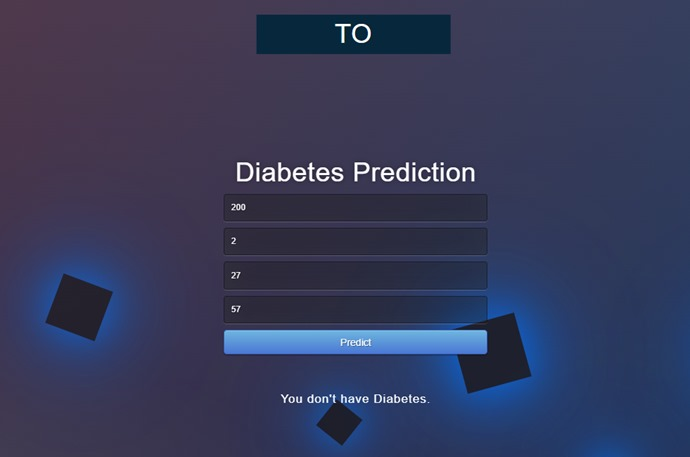 TO
Diabetes Prediction
200
2
27
57
Predict
You don't have Diabetes.